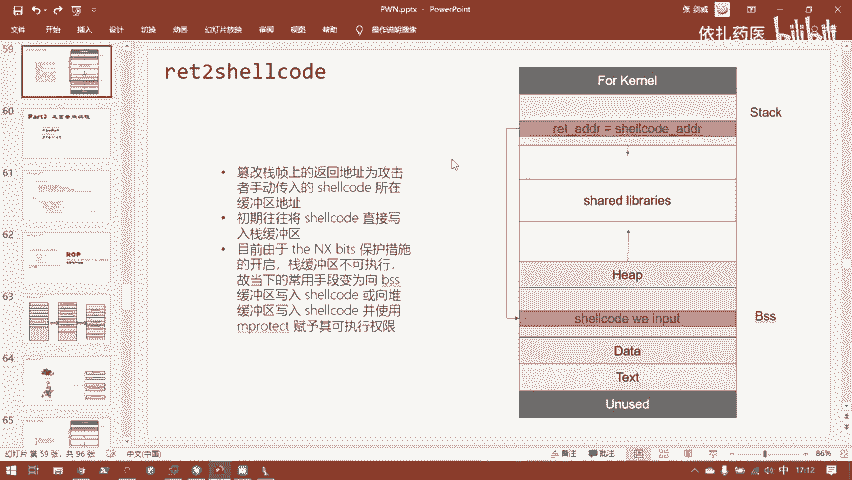 PWN.pptx - PowerPoint
依扎药医 bilibili
文件 开始 插入 设计 切换 动画 幻灯片放映 审阅 视图 帮助
59
60
61
62
ROP
63
64
65
ret2shellcode
• 篡改栈帧上的返回地址为攻击
者手动传入的 shellcode 所在
缓冲区地址
• 初期往往将 shellcode 直接写
入栈缓冲区
• 目前由于 the NX bits 保护措施
的开启，栈缓冲区不可执行，
故当下的常用手段变为向 bss
缓冲区写入 shellcode 或向堆
缓冲区写入 shellcode 并使用
mprotect 赋予其可执行权限
For Kernel
Stack
ret_addr = shellcode_addr
shared libraries
Heap
shellcode we input
Bss
Data
Text
Unused
幻灯片 第 59 张，共 96 张
中文(中国)
备注
批注
86%
中
17:12